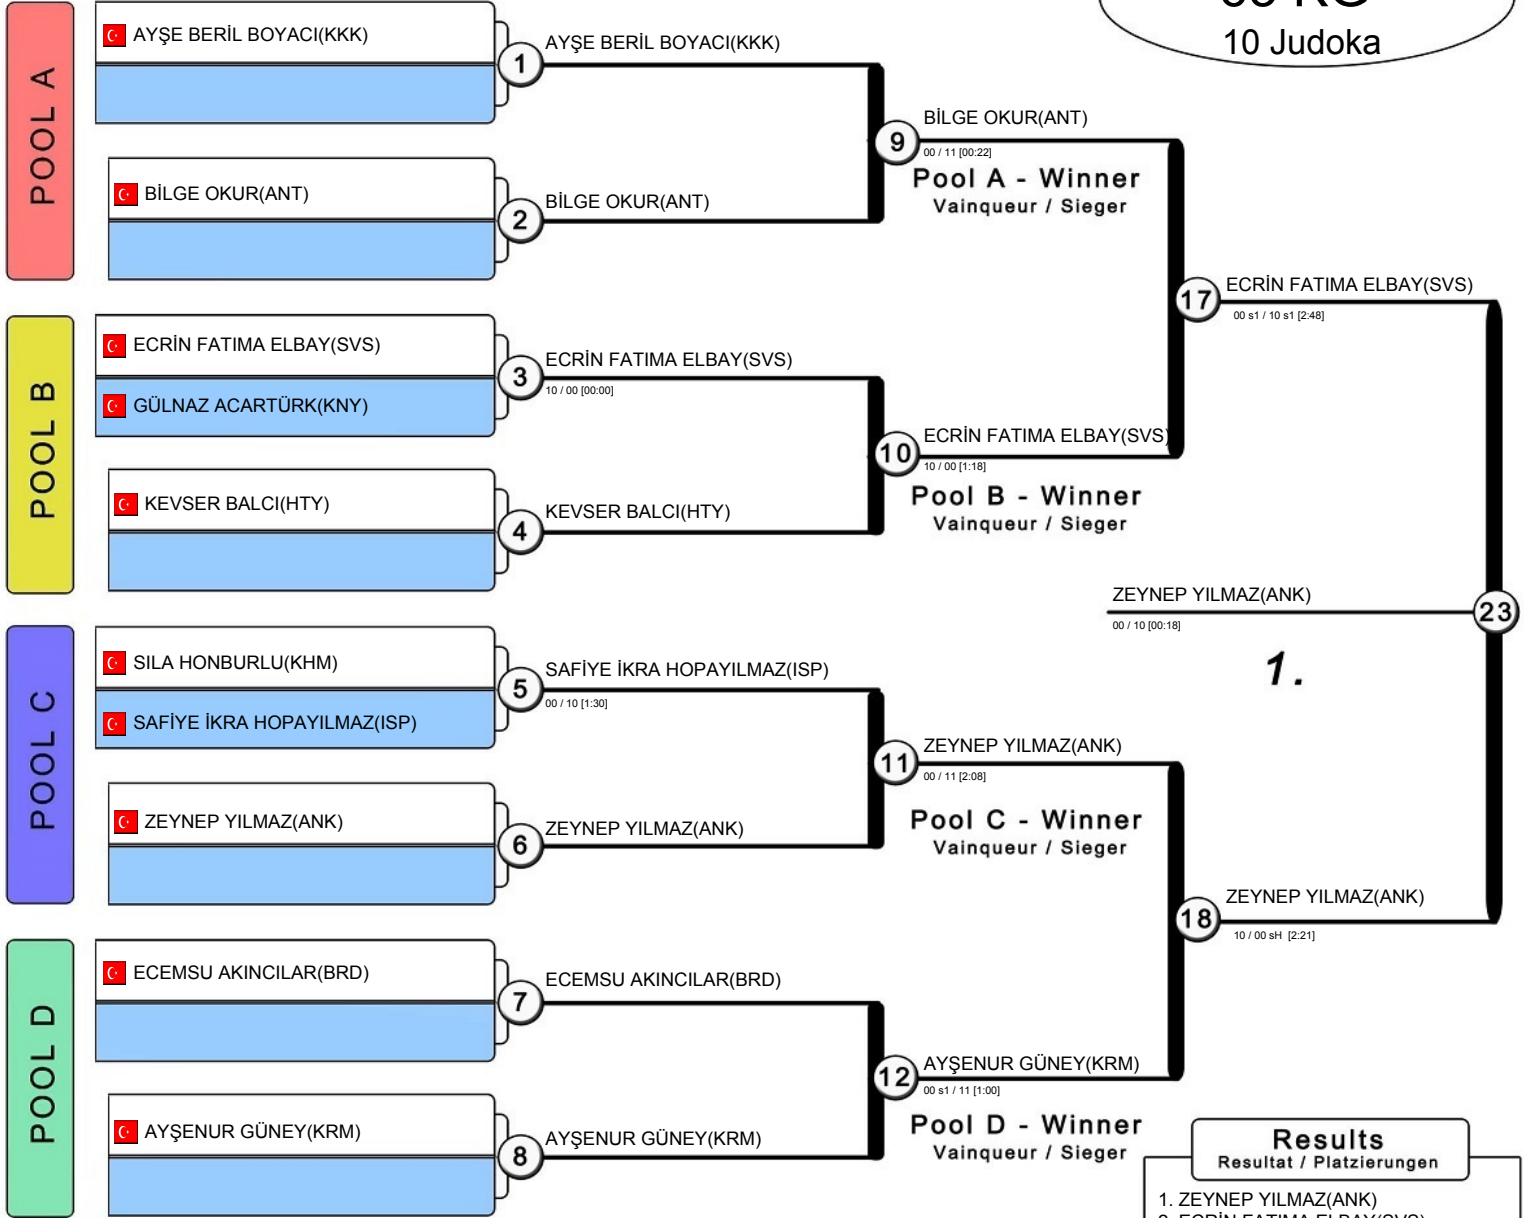 10 Judoka
POOL A
AYŞE BERİL BOYACI(KKK)
1
AYŞE BERİL BOYACI(KKK)
BİLGE OKUR(ANT)
2
BİLGE OKUR(ANT)
9
BİLGE OKUR(ANT)
00 / 11 [00:22]
Pool A - Winner
Vainqueur / Sieger
POOL B
ECRİN FATIMA ELBAY(SVS)
GÜLNAZ ACARTÜRK(KNY)
3
ECRİN FATIMA ELBAY(SVS)
10 / 00 [00:00]
KEVSER BALCI(HTY)
4
KEVSER BALCI(HTY)
10
ECRİN FATIMA ELBAY(SVS)
10 / 00 [1:18]
Pool B - Winner
Vainqueur / Sieger
17
ECRİN FATIMA ELBAY(SVS)
00 s1 / 10 s1 [2:48]
ZEYNEP YILMAZ(ANK)
00 / 10 [00:18]
23
1.
POOL C
SILA HONBURLU(KHM)
SAFİYE İKRA HOPAYILMAZ(ISP)
5
SAFİYE İKRA HOPAYILMAZ(ISP)
00 / 10 [1:30]
ZEYNEP YILMAZ(ANK)
6
ZEYNEP YILMAZ(ANK)
11
ZEYNEP YILMAZ(ANK)
00 / 11 [2:08]
Pool C - Winner
Vainqueur / Sieger
18
ZEYNEP YILMAZ(ANK)
10 / 00 sH [2:21]
POOL D
ECEMSU AKINCILAR(BRD)
7
ECEMSU AKINCILAR(BRD)
AYŞENUR GÜNEY(KRM)
8
AYŞENUR GÜNEY(KRM)
12
AYŞENUR GÜNEY(KRM)
00 s1 / 11 [1:00]
Pool D - Winner
Vainqueur / Sieger
Results
Resultat / Platzierungen
1. ZEYNEP YILMAZ(ANK)
2. ECRİN FATIMA ELBAY(SVS)